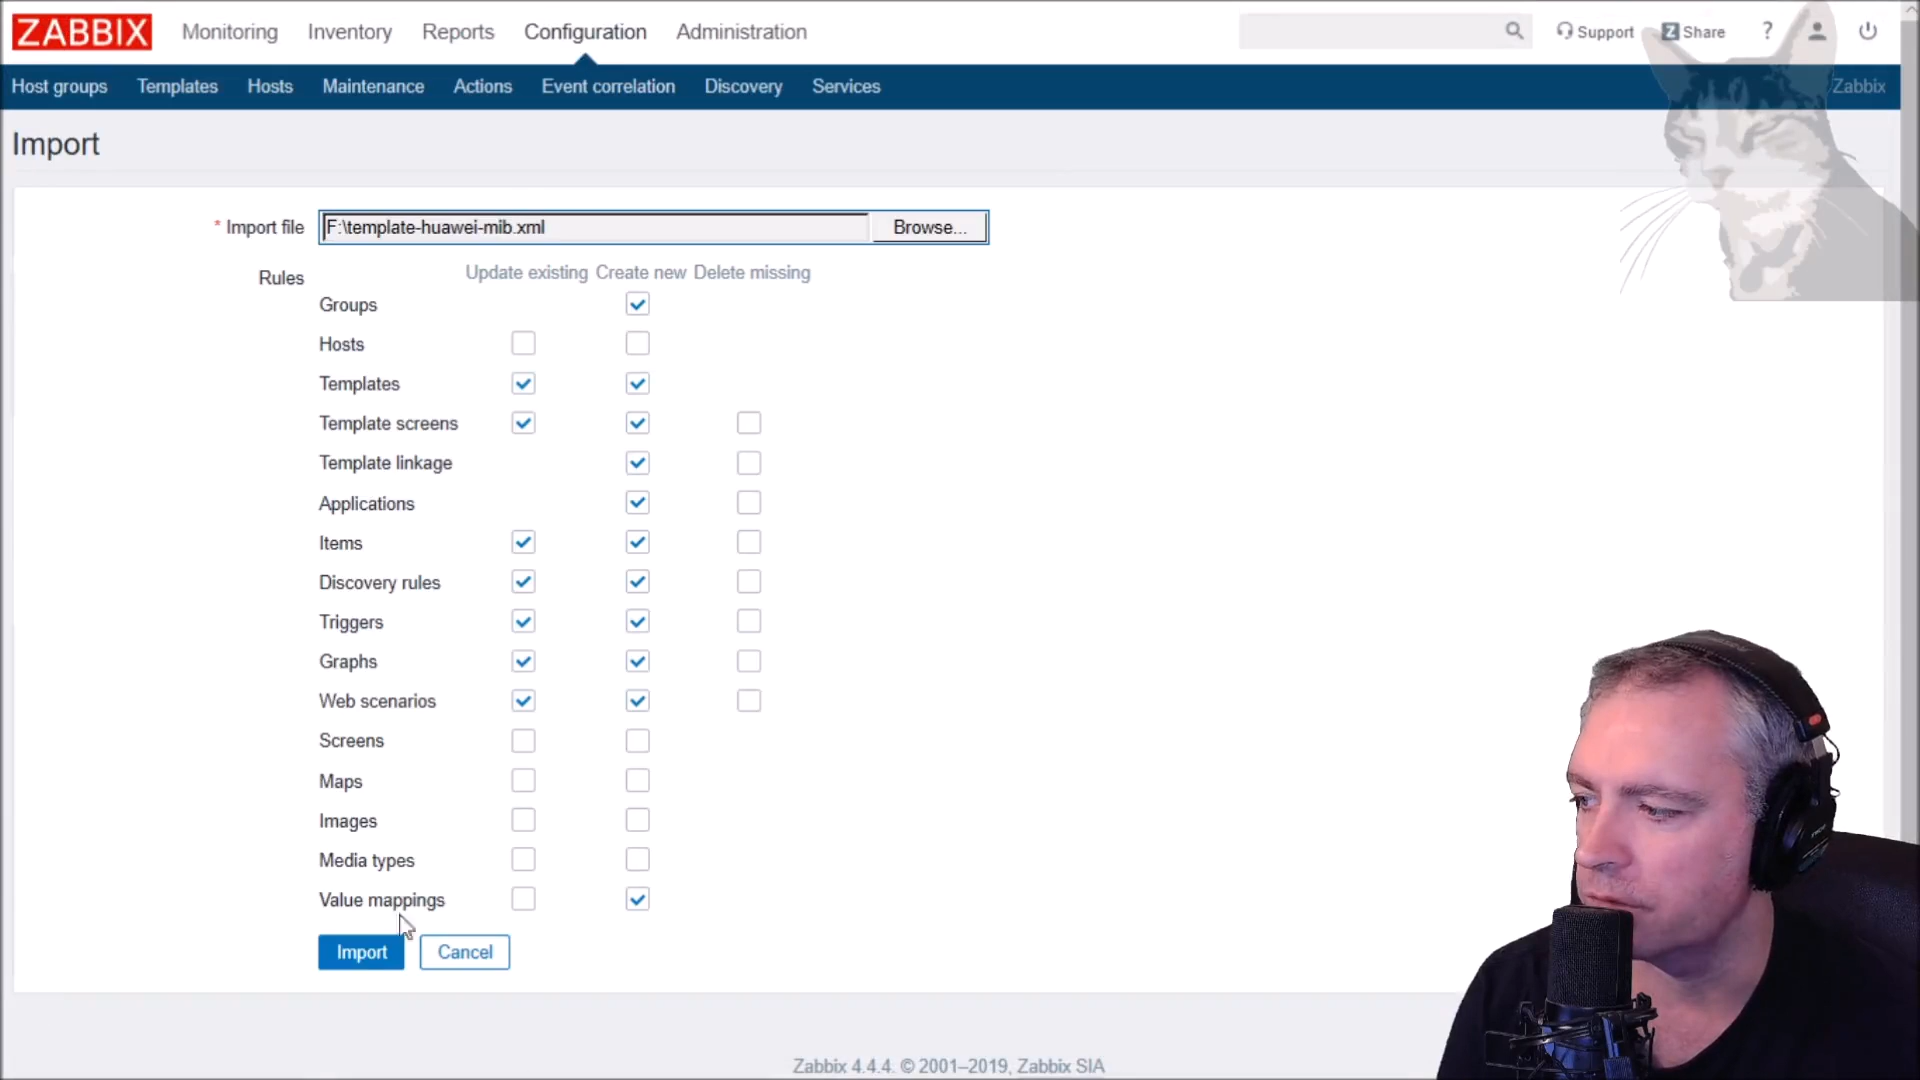 ZABBIX Monitoring Inventory Reports Configuration Administration Support Z Share ?
Host groups Templates Hosts Maintenance Actions Event correlation Discovery Services Zabbix
Import
* Import file F:\template-huawei-mib.xml Browse...
Rules Update existing Create new Delete missing
Groups
Hosts
Templates
Template screens
Template linkage
Applications
Items
Discovery rules
Triggers
Graphs
Web scenarios
Screens
Maps
Images
Media types
Value mappings
Import Cancel
Zabbix 4.4.4. © 2001–2019, Zabbix SIA